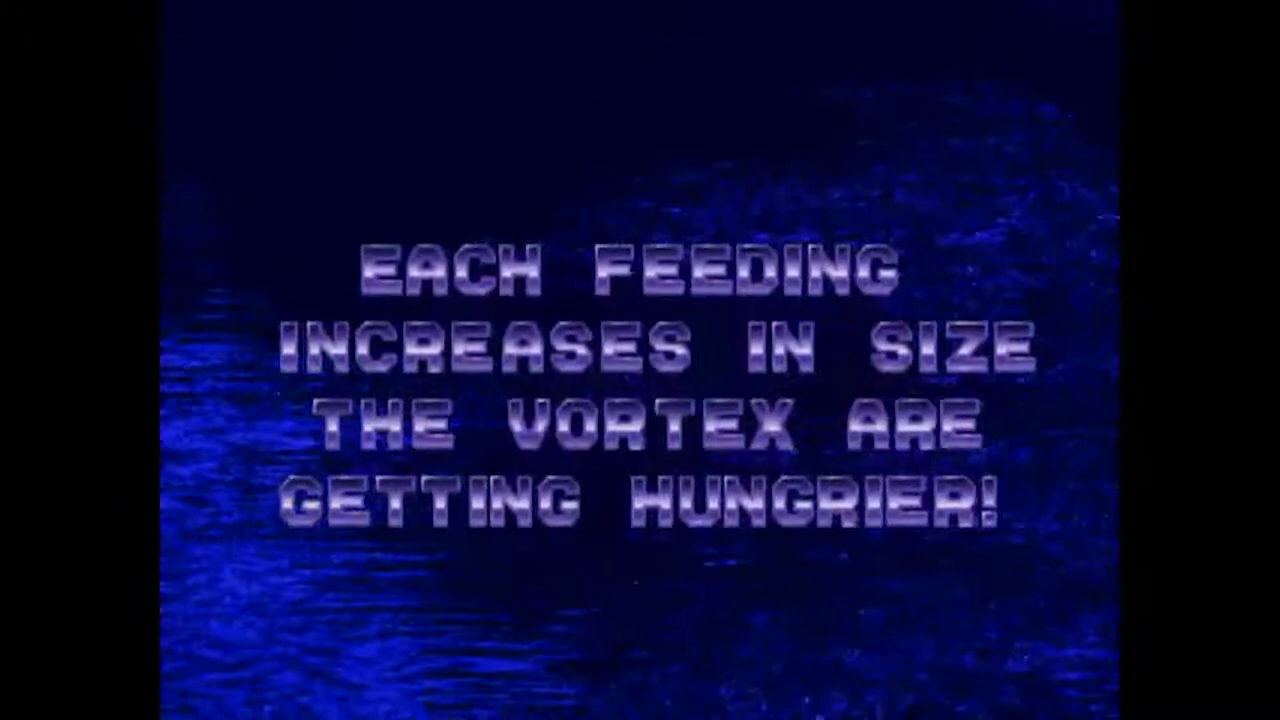 EACH FEEDING
INCREASES IN SIZE
THE VORTEX ARE
GETTING HUNGRIER!